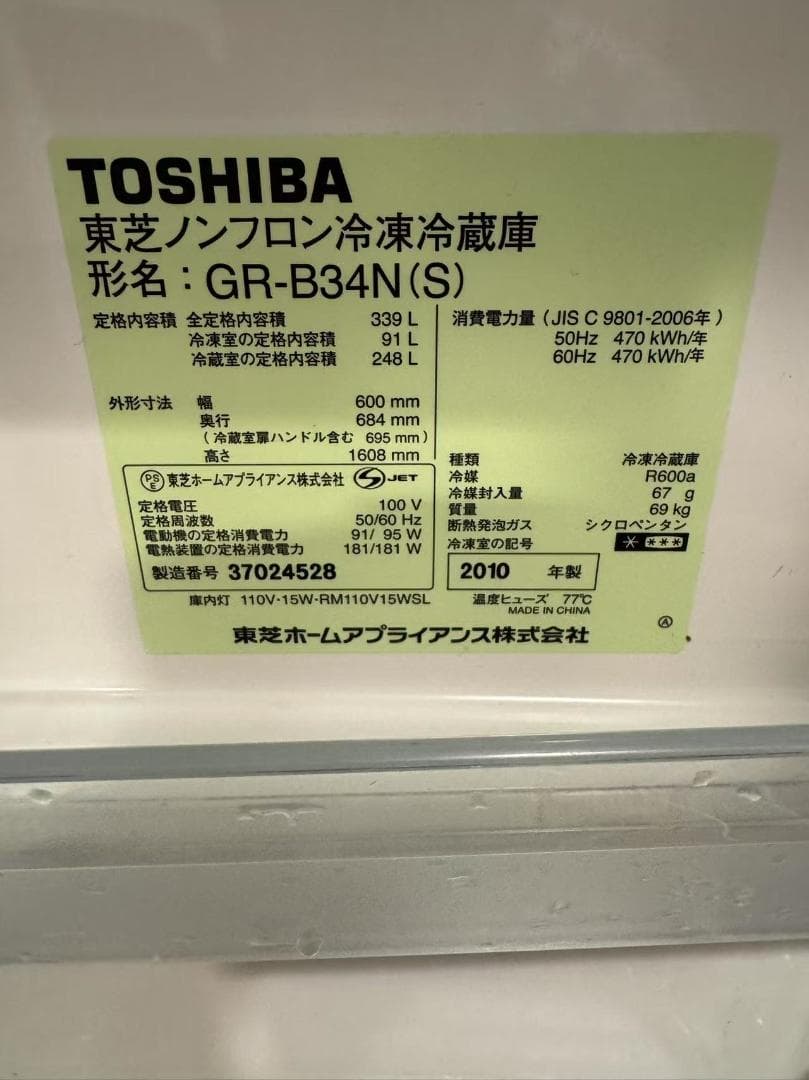 TOSHIBA
東芝ノンフロン冷凍冷蔵庫
形名：GR-B34N(S)
定格内容積 全定格内容積 339 L
冷凍室の定格内容積 91 L
冷蔵室の定格内容積 248 L
外形寸法 幅 600 mm
奥行 684 mm
(冷蔵室扉ハンドル含む 695 mm)
高さ 1608 mm
消費電力量 (JIS C 9801-2006年)
50Hz 470 kWh/年
60Hz 470 kWh/年
PSE 東芝ホームアプライアンス株式会社 JET
定格電圧 100 V
定格周波数 50/60 Hz
電動機の定格消費電力 91/ 95 W
電熱装置の定格消費電力 181/181 W
製造番号 37024528
種類 冷凍冷蔵庫
冷媒 R600a
冷媒封入量 67 g
質量 69 kg
断熱発泡ガス シクロペンタン
冷凍室の記号 * ***
2010 年製
庫内灯 110V-15W-RM110V15WSL
温度ヒューズ 77℃
MADE IN CHINA
東芝ホームアプライアンス株式会社
Ⓐ